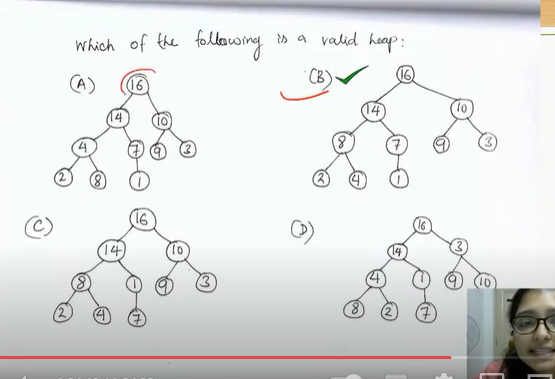 Which of the following is a valid heap:
(A)
16
14 10
4 7 9 3
2 8 1
(B)
16
14 10
8 7 9 3
2 4 1
(C)
16
14 10
8 1 9 3
2 4 7
(D)
16
14 3
4 1 9 10
8 2 7